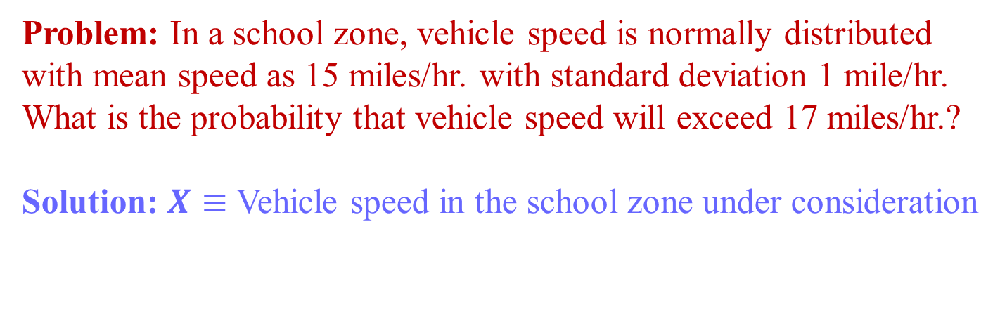 Problem: In a school zone, vehicle speed is normally distributed
with mean speed as 15 miles/hr. with standard deviation 1 mile/hr.
What is the probability that vehicle speed will exceed 17 miles/hr.?
Solution: X ≡ Vehicle speed in the school zone under consideration